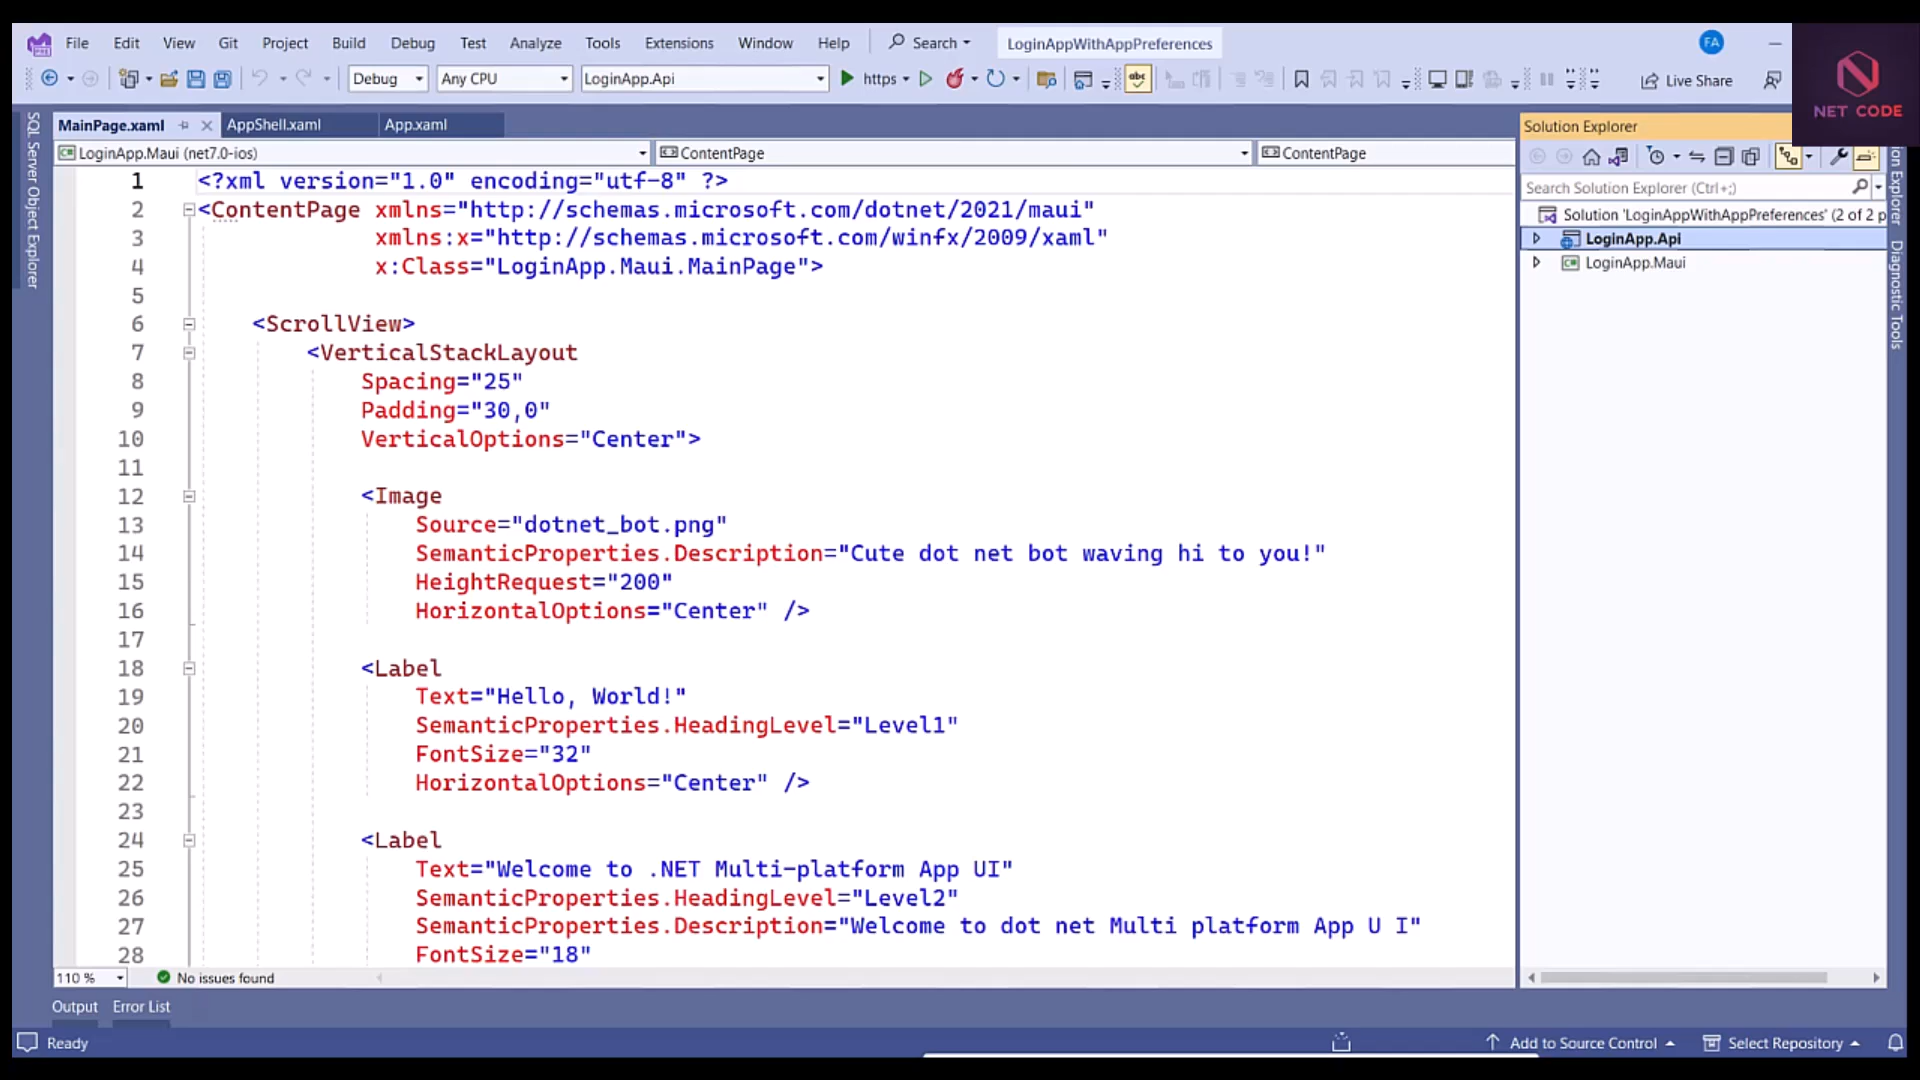 File Edit View Git Project Build Debug Test Analyze Tools Extensions Window Help Search LoginAppWithAppPreferences FA
Debug Any CPU LoginApp.Api https Live Share
NET CODE
SQL Server Object Explorer
MainPage.xaml AppShell.xaml App.xaml
LoginApp.Maui (net7.0-ios) ContentPage ContentPage
1 <?xml version="1.0" encoding="utf-8" ?>
2 <ContentPage xmlns="http://schemas.microsoft.com/dotnet/2021/maui"
3 xmlns:x="http://schemas.microsoft.com/winfx/2009/xaml"
4 x:Class="LoginApp.Maui.MainPage">
5
6 <ScrollView>
7 <VerticalStackLayout
8 Spacing="25"
9 Padding="30,0"
10 VerticalOptions="Center">
11
12 <Image
13 Source="dotnet_bot.png"
14 SemanticProperties.Description="Cute dot net bot waving hi to you!"
15 HeightRequest="200"
16 HorizontalOptions="Center" />
17
18 <Label
19 Text="Hello, World!"
20 SemanticProperties.HeadingLevel="Level1"
21 FontSize="32"
22 HorizontalOptions="Center" />
23
24 <Label
25 Text="Welcome to .NET Multi-platform App UI"
26 SemanticProperties.HeadingLevel="Level2"
27 SemanticProperties.Description="Welcome to dot net Multi platform App U I"
28 FontSize="18"
110 % No issues found
Solution Explorer
Search Solution Explorer (Ctrl+;)
Solution 'LoginAppWithAppPreferences' (2 of 2 p
LoginApp.Api
LoginApp.Maui
ion Explorer
Diagnostic Tools
Output Error List
Ready Add to Source Control Select Repository